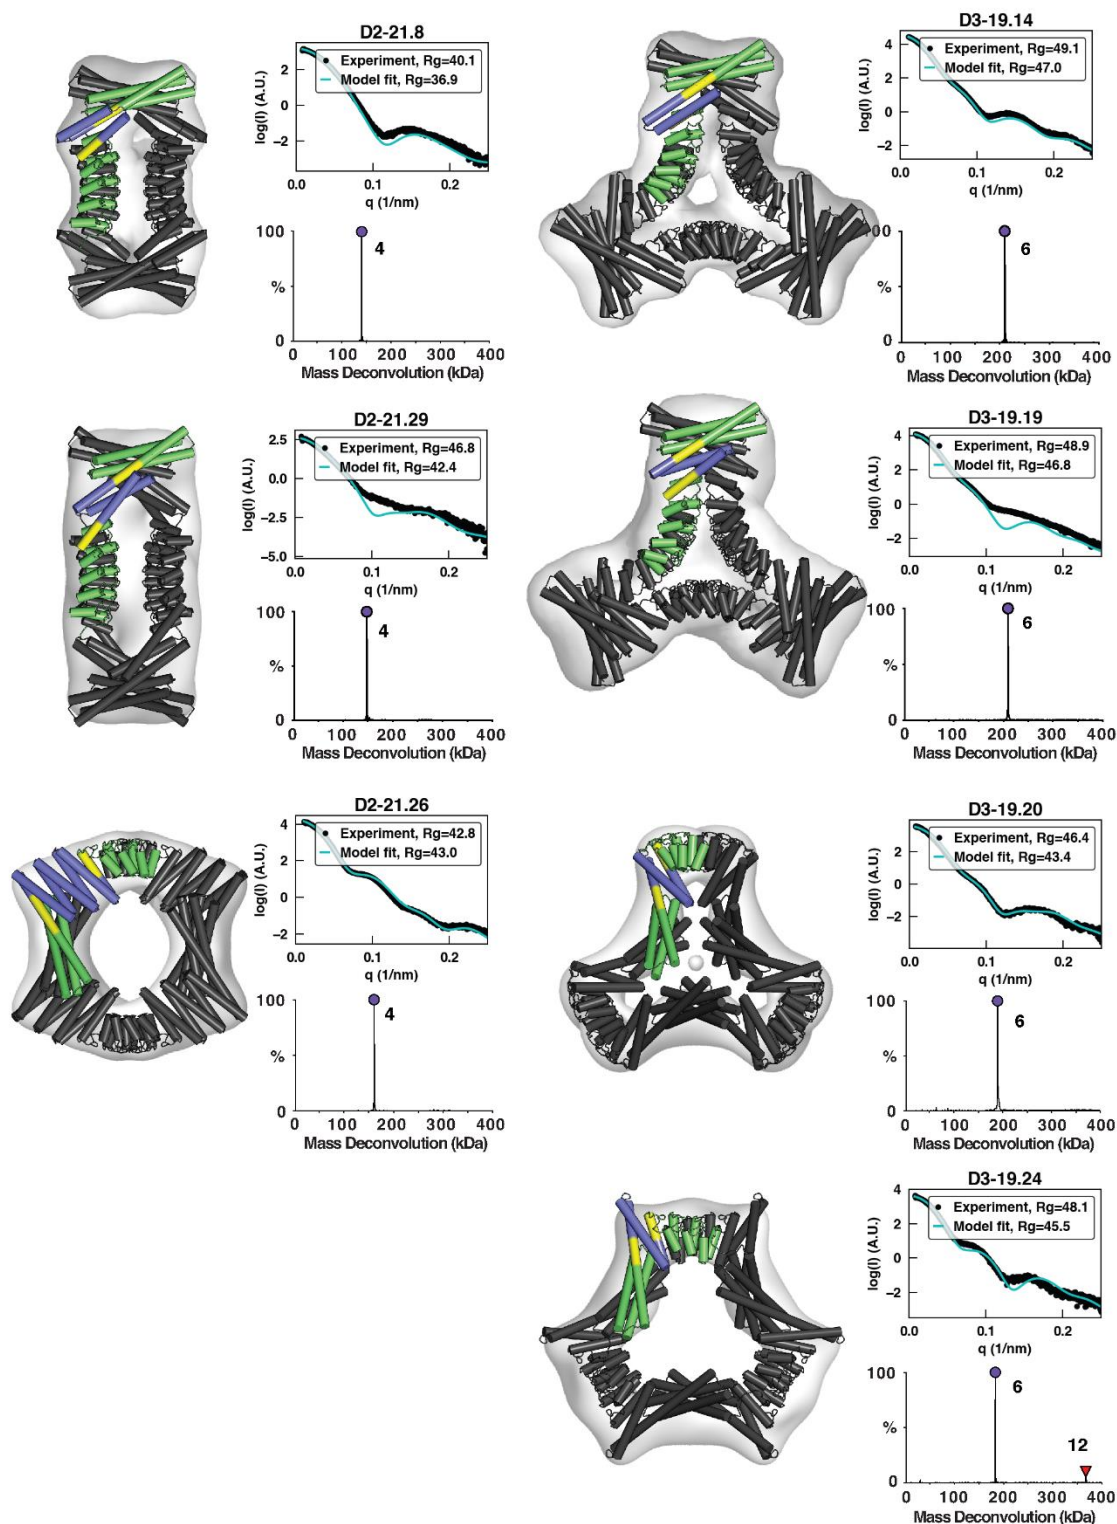 D2-21.8
Experiment, Rg=40.1
Model fit, Rg=36.9
log(I) (A.U.)
2
0
−2
0.0 0.1 0.2
q (1/nm)
100
4
%
0
0 100 200 300 400
Mass Deconvolution (kDa)
D3-19.14
Experiment, Rg=49.1
Model fit, Rg=47.0
log(I) (A.U.)
4
2
0
−2
0.0 0.1 0.2
q (1/nm)
00
6
%
0
0 100 200 300 400
Mass Deconvolution (kDa)
D2-21.29
Experiment, Rg=46.8
Model fit, Rg=42.4
log(I) (A.U.)
2.5
0.0
−2.5
−5.0
0.0 0.1 0.2
q (1/nm)
100
4
%
0
0 100 200 300 400
Mass Deconvolution (kDa)
D3-19.19
Experiment, Rg=48.9
Model fit, Rg=46.8
log(I) (A.U.)
4
2
0
−2
0.0 0.1 0.2
q (1/nm)
100
6
%
0
0 100 200 300 400
Mass Deconvolution (kDa)
D2-21.26
Experiment, Rg=42.8
Model fit, Rg=43.0
log(I) (A.U.)
4
2
0
−2
0.0 0.1 0.2
q (1/nm)
100
4
%
0
0 100 200 300 400
Mass Deconvolution (kDa)
D3-19.20
Experiment, Rg=46.4
Model fit, Rg=43.4
log(I) (A.U.)
4
2
0
−2
0.0 0.1 0.2
q (1/nm)
100
6
%
0
0 100 200 300 400
Mass Deconvolution (kDa)
D3-19.24
Experiment, Rg=48.1
Model fit, Rg=45.5
log(I) (A.U.)
4
2
0
−2
0.0 0.1 0.2
q (1/nm)
100
6
12
%
0
0 100 200 300 400
Mass Deconvolution (kDa)